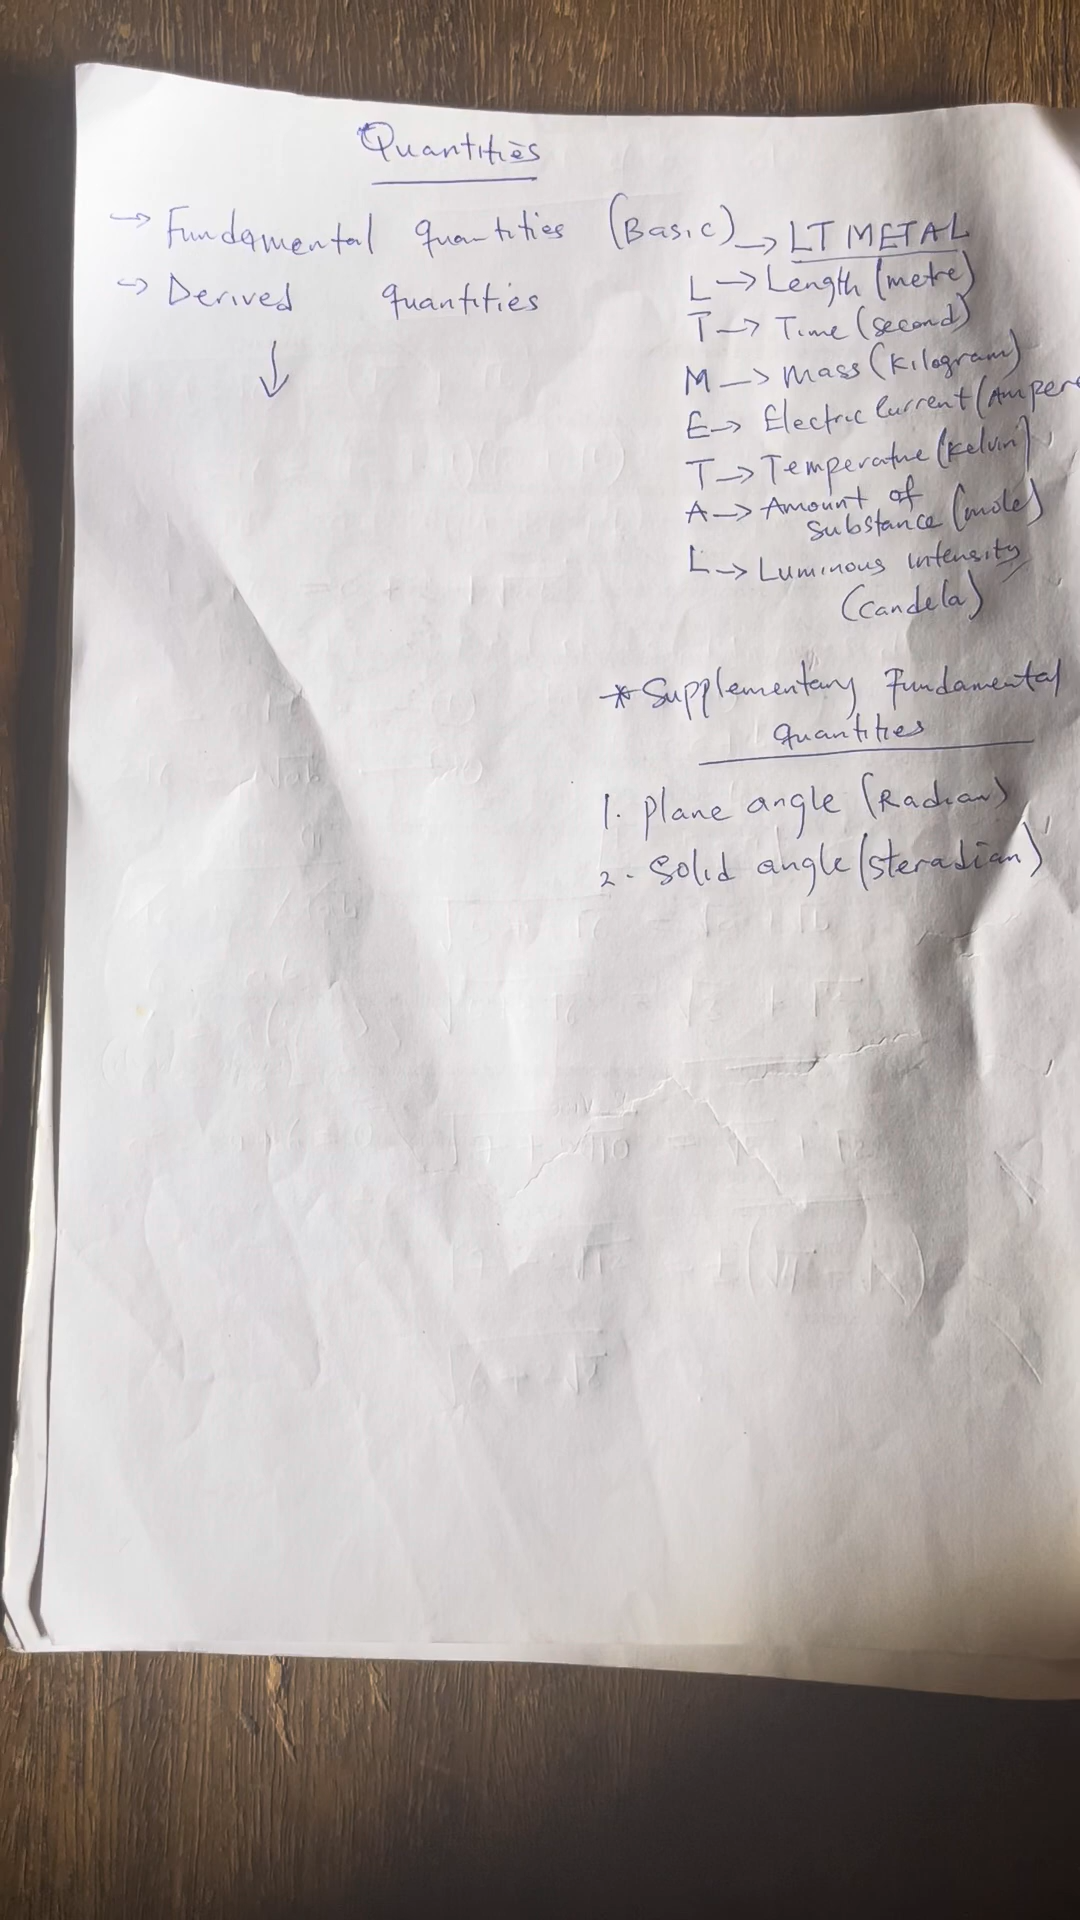 Quantities
→ Fundamental quantities (Basic) → LT METAL
→ Derived quantities
↓
L → Length (metre)
T → Time (second)
M → Mass (Kilogram)
E → Electric Current (Ampere
T → Temperature (Kelvin)
A → Amount of
substance (mole)
L → Luminous intensity
(Candela)
* Supplementary Fundamental
quantities
1. Plane angle (Radian)
2. Solid angle (Steradian)